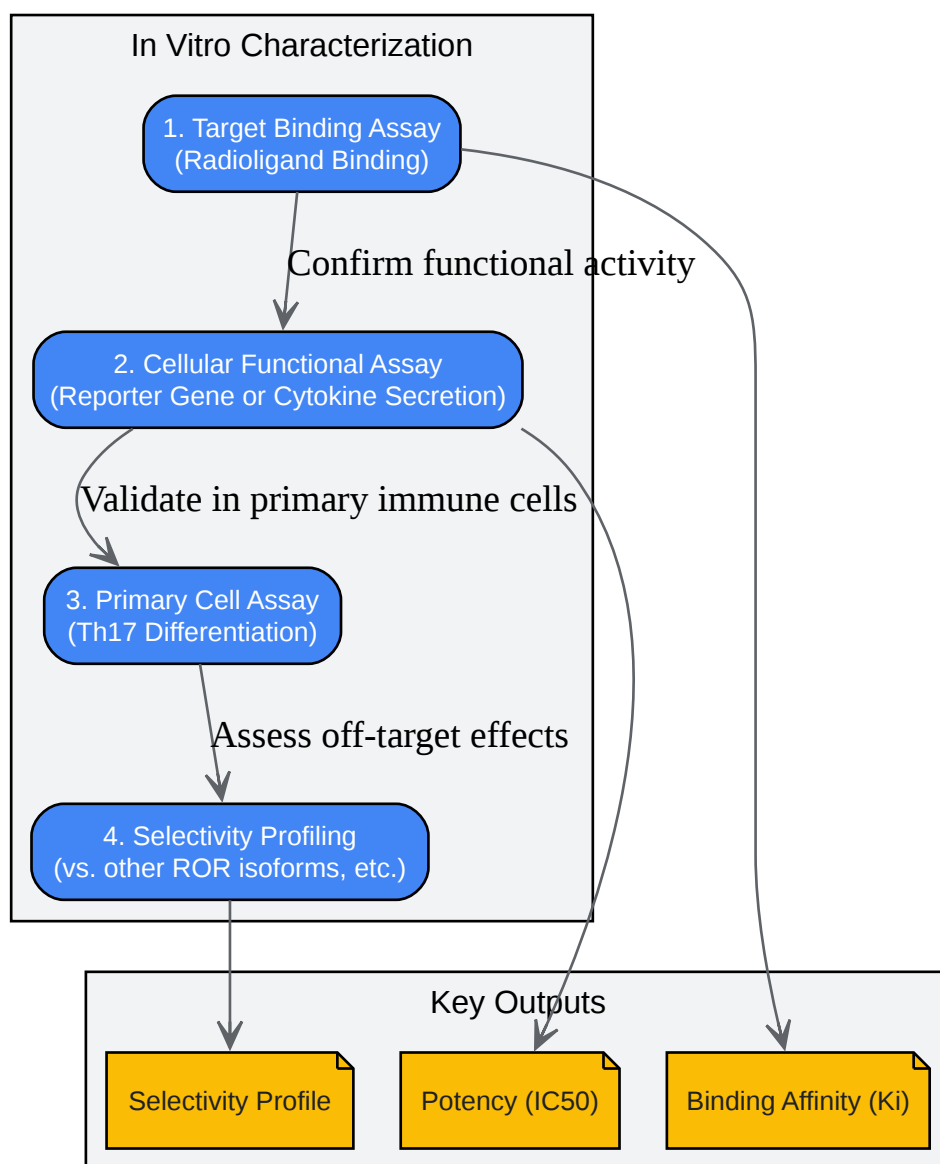 In Vitro Characterization
1. Target Binding Assay
(Radioligand Binding)
Confirm functional activity
2. Cellular Functional Assay
(Reporter Gene or Cytokine Secretion)
Validate in primary immune cells
3. Primary Cell Assay
(Th17 Differentiation)
Assess off-target effects
4. Selectivity Profiling
(vs. other ROR isoforms, etc.)
Key Outputs
Selectivity Profile
Potency (IC50)
Binding Affinity (Ki)